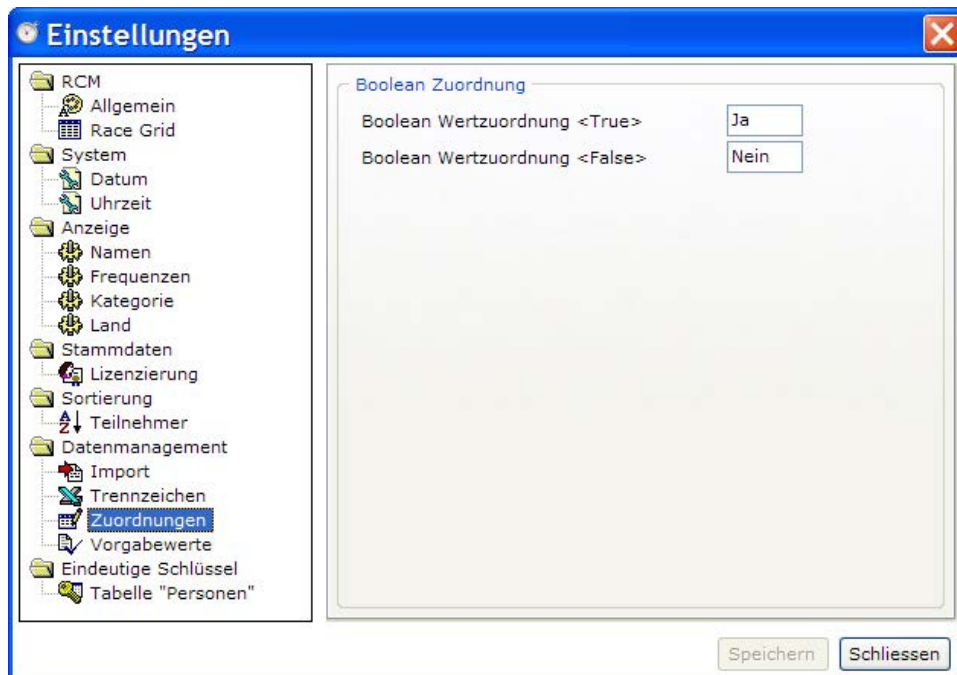 Einstellungen
RCM
Allgemein
Race Grid
System
Datum
Uhrzeit
Anzeige
Namen
Frequenzen
Kategorie
Land
Stammdaten
Lizenzierung
Sortierung
Teilnehmer
Datenmanagement
Import
Trennzeichen
Zuordnungen
Vorgabewerte
Eindeutige Schlüssel
Tabelle "Personen"
Boolean Zuordnung
Boolean Wertzuordnung <True> Ja
Boolean Wertzuordnung <False> Nein
Speichern Schliessen